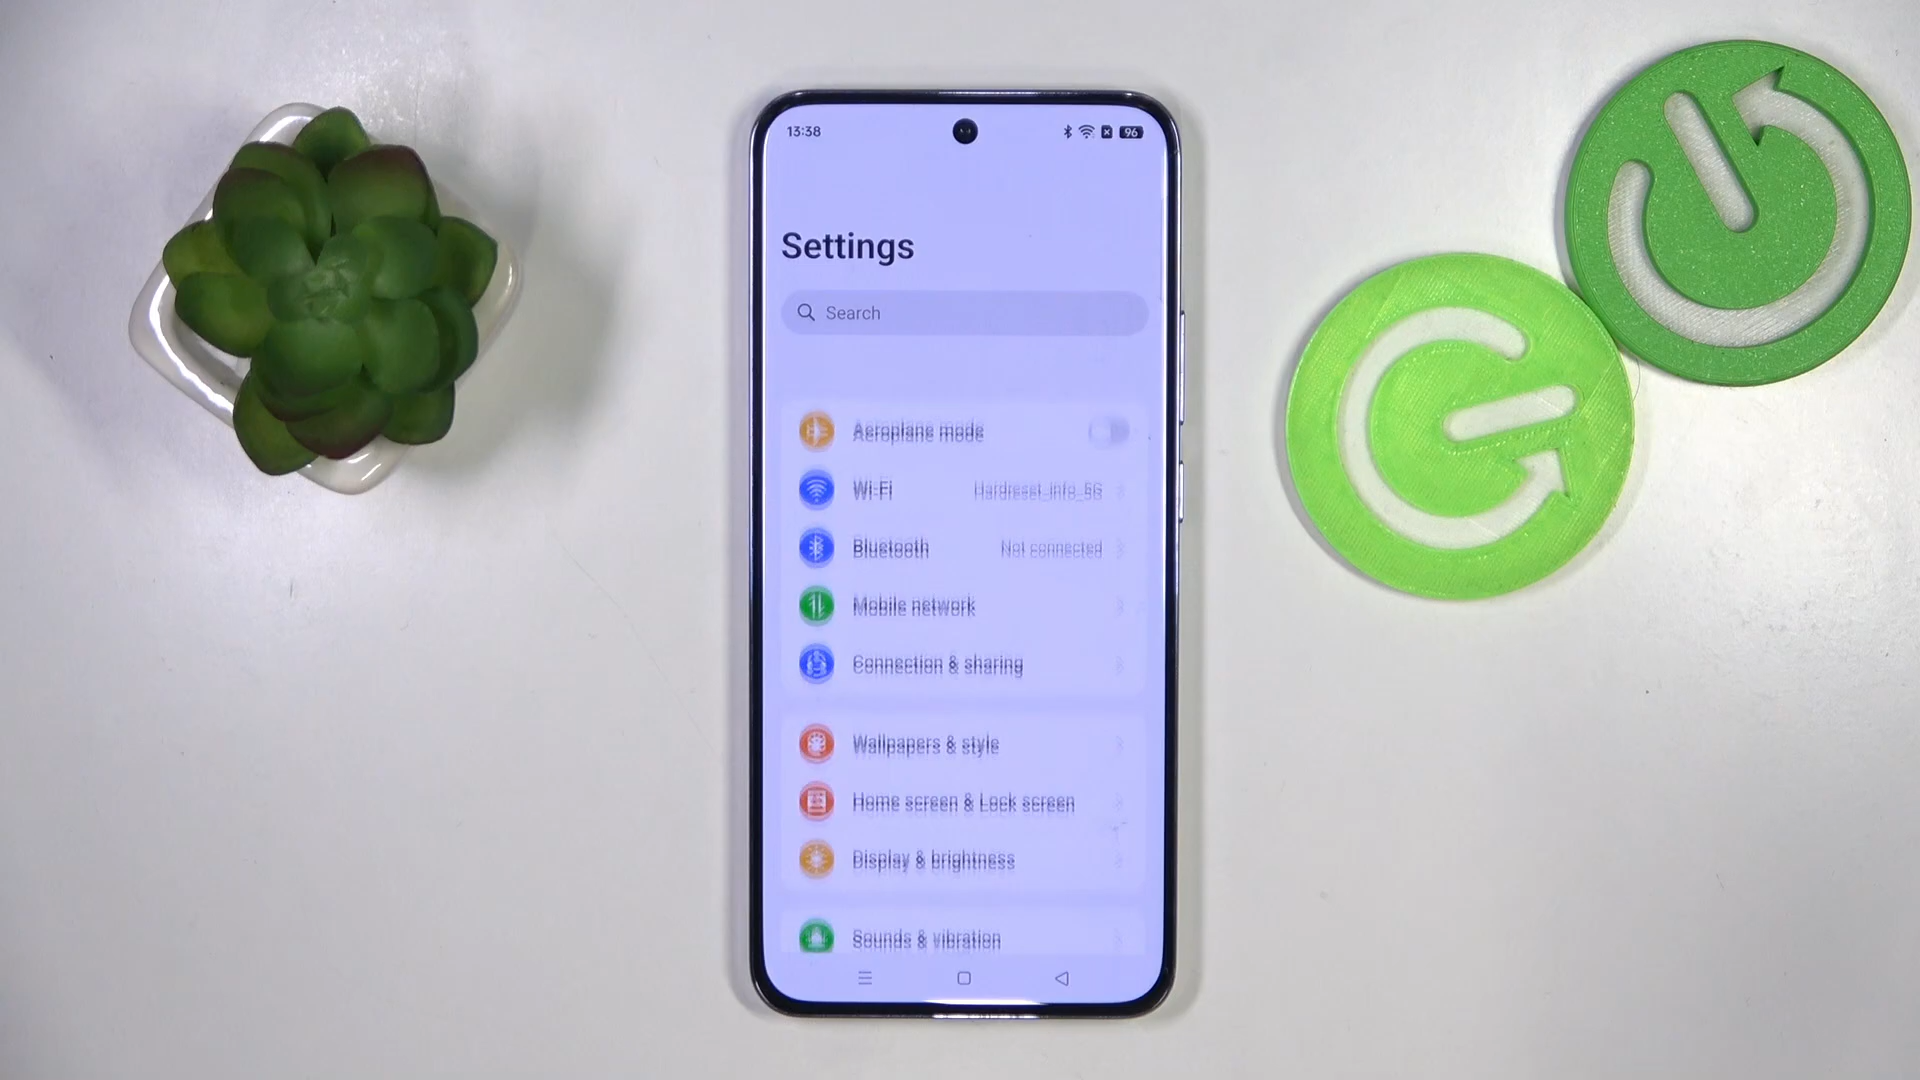 13:38
96
Settings
Search
Aeroplane mode
Wi-Fi Hardreset_info_5G
Bluetooth Not connected
Mobile network
Connection & sharing
Wallpapers & style
Home screen & Lock screen
Display & brightness
Sounds & vibration